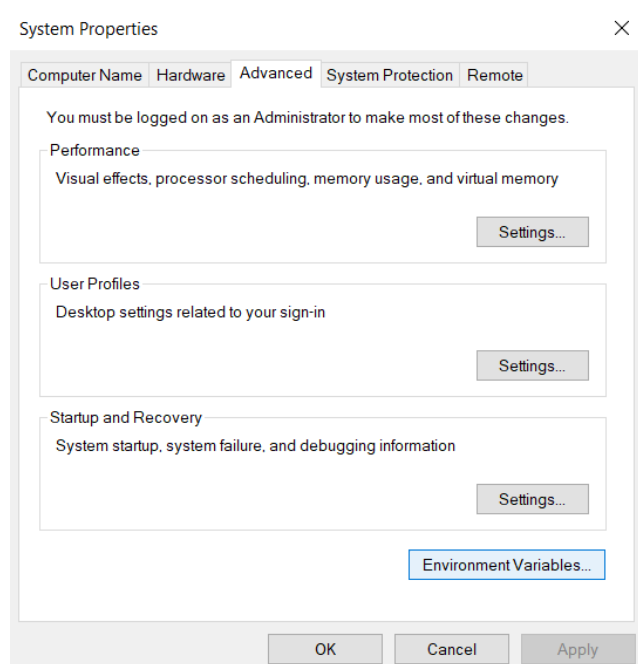 System Properties
Computer Name Hardware Advanced System Protection Remote
You must be logged on as an Administrator to make most of these changes.
Performance
Visual effects, processor scheduling, memory usage, and virtual memory
Settings...
User Profiles
Desktop settings related to your sign-in
Settings...
Startup and Recovery
System startup, system failure, and debugging information
Settings...
Environment Variables...
OK Cancel Apply